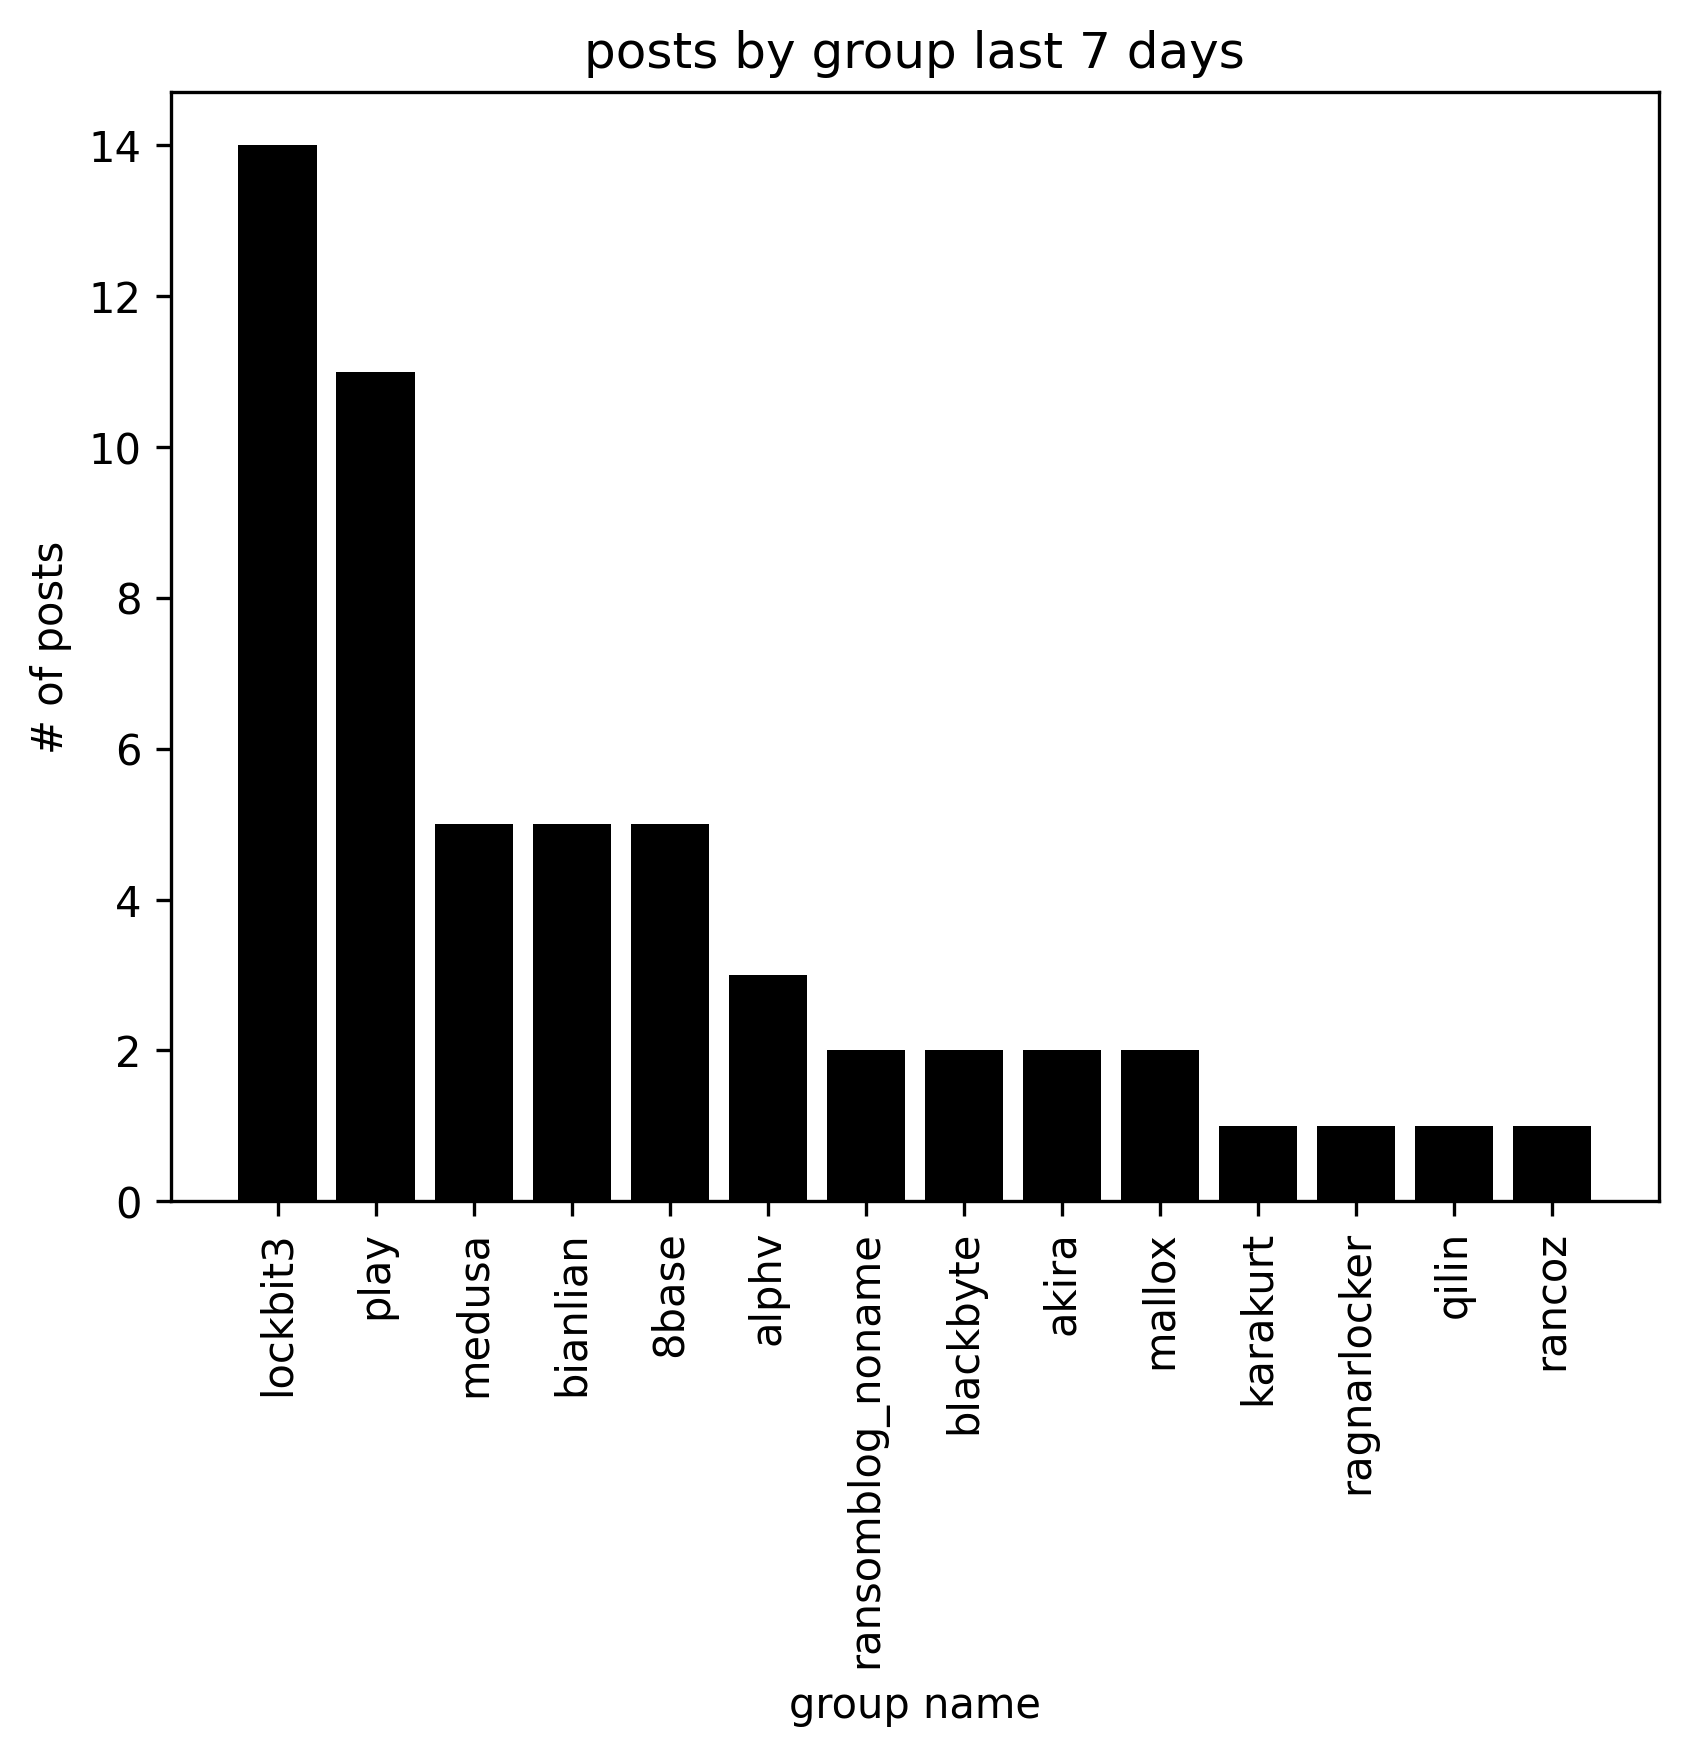 posts by group last 7 days
# of posts
14
12
10
8
6
4
2
0
lockbit3
play
medusa
bianlian
8base
alphv
ransomblog_noname
blackbyte
akira
mallox
karakurt
ragnarlocker
qilin
rancoz
group name